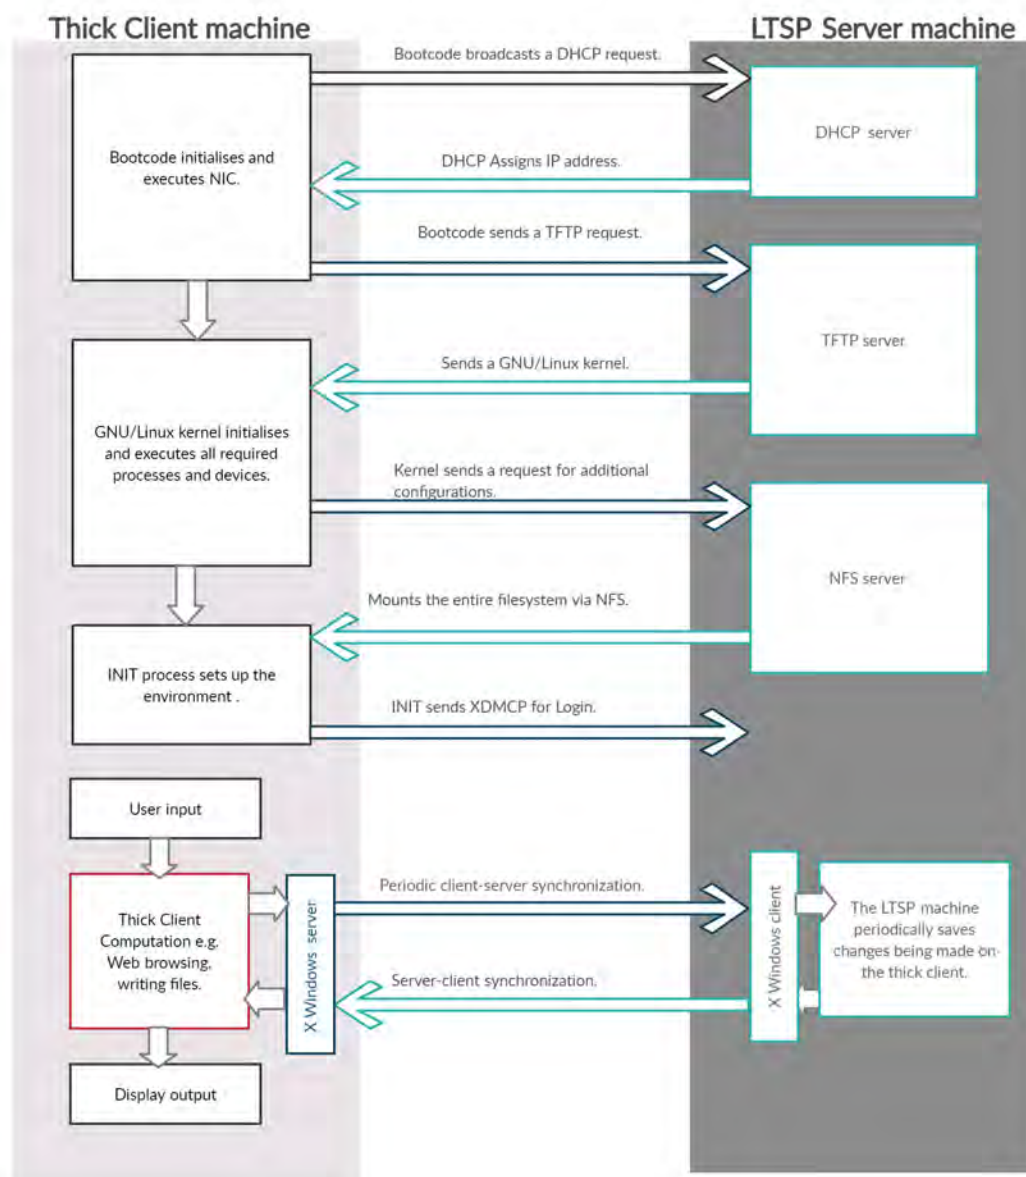 Thick Client machine
LTSP Server machine
Bootcode broadcasts a DHCP request.
DHCP server
Bootcode initialises and
executes NIC.
DHCP Assigns IP address.
Bootcode sends a TFTP request.
TFTP server
Sends a GNU/Linux kernel.
GNU/Linux kernel initialises
and executes all required
processes and devices.
Kernel sends a request for additional
configurations.
NFS server
Mounts the entire filesystem via NFS.
INIT process sets up the
environment .
INIT sends XDMCP for Login.
User input
Thick Client
Computation e.g.
Web browsing,
writing files.
X Windows server
Periodic client-server synchronization.
Server-client synchronization.
X Windows client
The LTSP machine
periodically saves
changes being made on
the thick client.
Display output